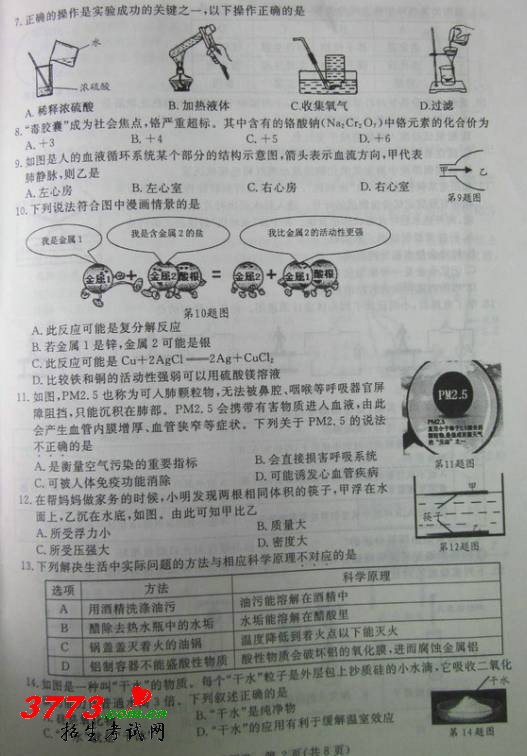 7.正确的操作是实验成功的关键之一,以下操作正确的是
水
浓硫酸
A.稀释浓硫酸
B.加热液体
C.收集氧气
D.过滤
8.“毒胶囊”成为社会焦点,铬严重超标。其中含有的铬酸钠(Na₂Cr₂O₇)中铬元素的化合价为
A.+3
B.+4
C.+5
D.+6
9.如图是人的血液循环系统某个部分的结构示意图,箭头表示血流方向,甲代表
肺静脉,则乙是
甲
乙
A.左心房
B.左心室
C.右心房
D.右心室
第9题图
10.下列说法符合图中漫画情景的是
我是金属1
我是含金属2的盐
我比金属2的活动性更强
金属1
+
金属2
酸根
=
金属2
+
金属1
酸根
第10题图
A.此反应可能是复分解反应
B.若金属1是锌,金属2可能是银
C.此反应可能是Cu+2AgCl══2Ag+CuCl₂
D.比较铁和铜的活动性强弱可以用硫酸镁溶液
11.如图,PM2.5也称为可入肺颗粒物,无法被鼻腔、咽喉等呼吸器官屏
障阻挡,只能沉积在肺部。PM2.5会携带有害物质进入血液,由此
会产生血管内膜增厚、血管狭窄等症状。下列关于PM2.5的说法
不正确的是
PM2.5
PM2.5
第11题图
A.是衡量空气污染的重要指标
B.会直接损害呼吸系统
C.可被人体免疫功能消除
D.可能诱发心血管疾病
12.在帮妈妈做家务的时候,小明发现两根相同体积的筷子,甲浮在水
面上,乙沉在水底,如图。由此可知甲比乙
甲
筷子
乙
第12题图
A.所受浮力小
B.质量大
C.所受压强大
D.密度大
13.下列解决生活中实际问题的方法与相应科学原理不对应的是
选项
方法
科学原理
A
用酒精洗涤油污
油污能溶解在酒精中
B
醋除去热水瓶中的水垢
水垢能溶解在醋酸里
C
锅盖盖灭着火的油锅
温度降低到着火点以下能灭火
D
铝制容器不能盛酸性物质
酸性物质会破坏铝的氧化膜,进而腐蚀金属铝
14.如图是一种叫“干水”的物质。每个“干水”粒子是外层包上沙质硅的小水滴,它吸收二氧化
3倍。下列叙述正确的是
干水
B.“干水”是纯净物
D.“干水”的应用有利于缓解温室效应
第14题图
3773.com.cn
招生考试网
2页(共8页)